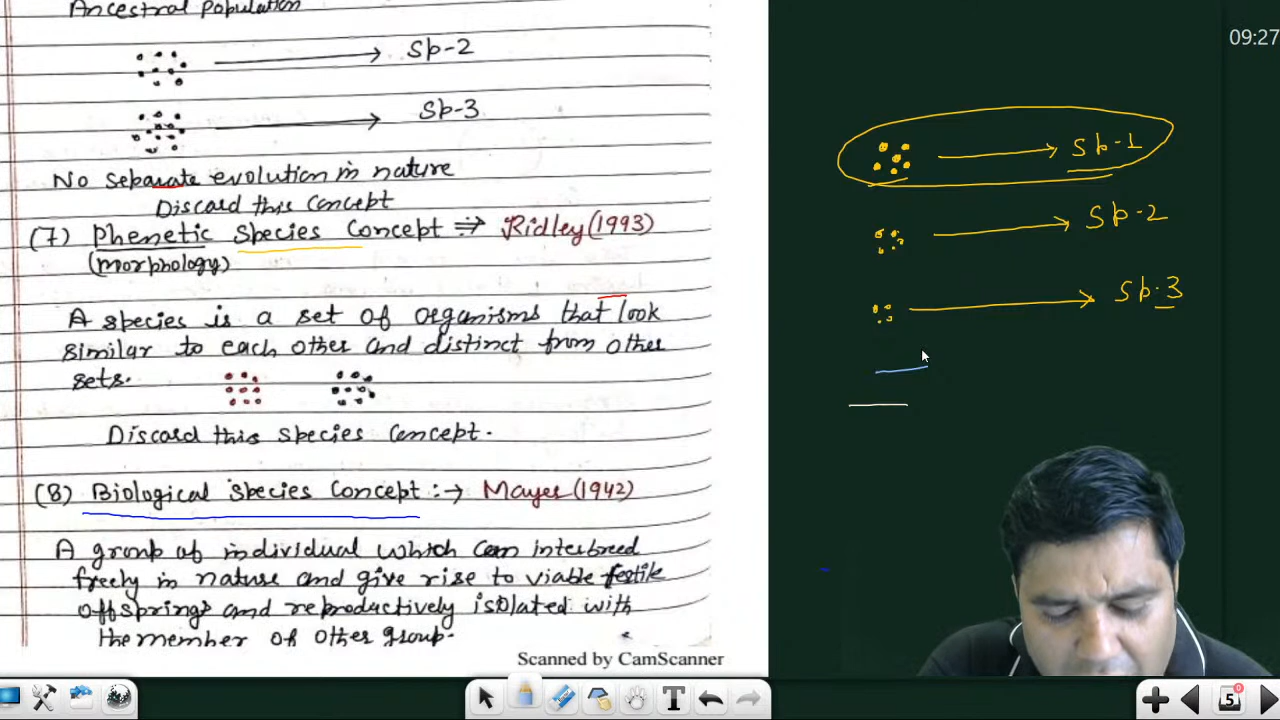 Ancestral Population
Sp-2
Sp-3
No separate evolution in nature
Discard this concept
(7) Phenetic Species Concept ⇒ Ridley (1993)
(morphology)
A species is a set of organisms that look
similar to each other and distinct from other
sets.
Discard this species concept.
(8) Biological Species Concept :→ Mayer (1942)
A group of individual which can interbreed
freely in nature and give rise to viable fertile
offsprings and reproductively isolated with
the member of other group.
Scanned by CamScanner
09:27
Sp-1
Sp-2
Sp-3
T
5
0